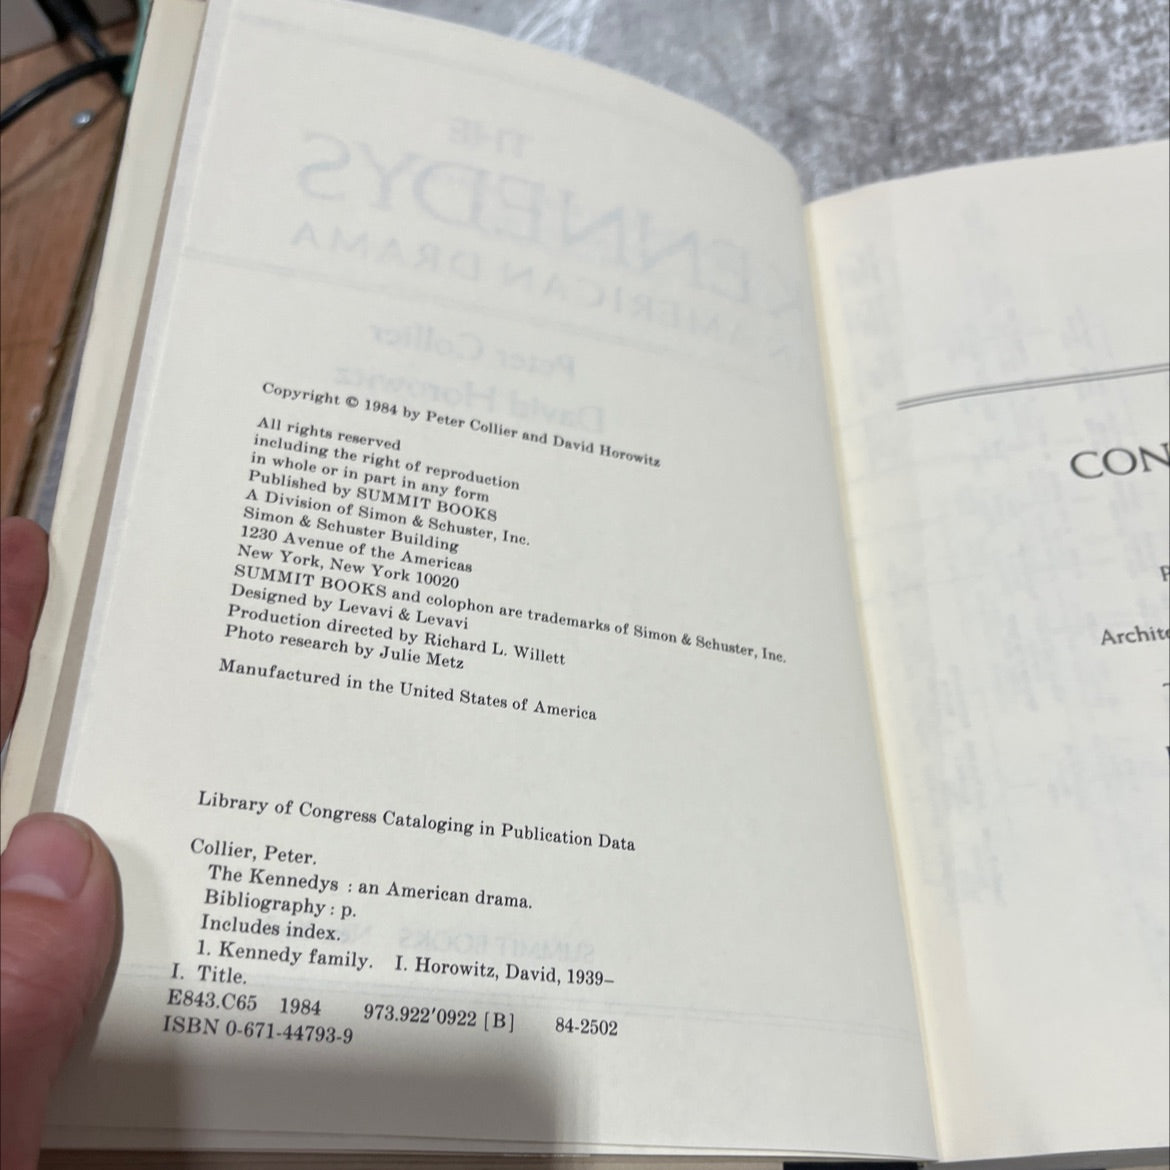 Copyright © 1984 by Peter Collier and David Horowitz
All rights reserved
including the right of reproduction
in whole or in part in any form
Published by SUMMIT BOOKS
A Division of Simon & Schuster, Inc.
Simon & Schuster Building
1230 Avenue of the Americas
New York, New York 10020
SUMMIT BOOKS and colophon are trademarks of Simon & Schuster, Inc.
Designed by Levavi & Levavi
Production directed by Richard L. Willett
Photo research by Julie Metz
Manufactured in the United States of America
Library of Congress Cataloging in Publication Data
Collier, Peter.
The Kennedys : an American drama.
Bibliography : p.
Includes index.
1. Kennedy family. I. Horowitz, David, 1939–
I. Title.
E843.C65 1984 973.922′0922 [B] 84-2502
ISBN 0-671-44793-9
CON
Archite